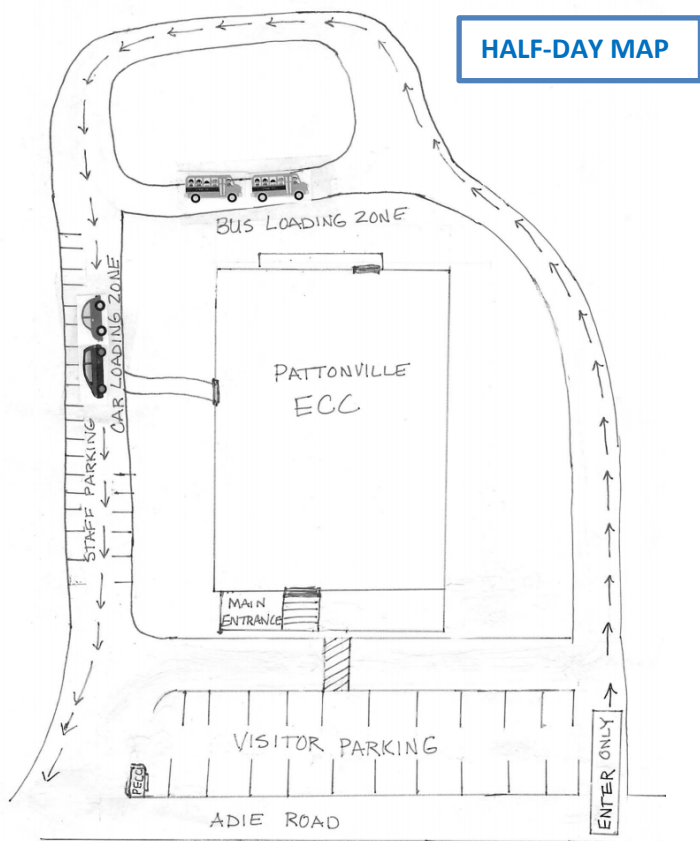 HALF-DAY MAP
BUS LOADING ZONE
CAR LOADING ZONE
PATTONVILLE
ECC
STAFF PARKING
MAIN
ENTRANCE
VISITOR PARKING
ENTER ONLY
PECC
ADIE ROAD